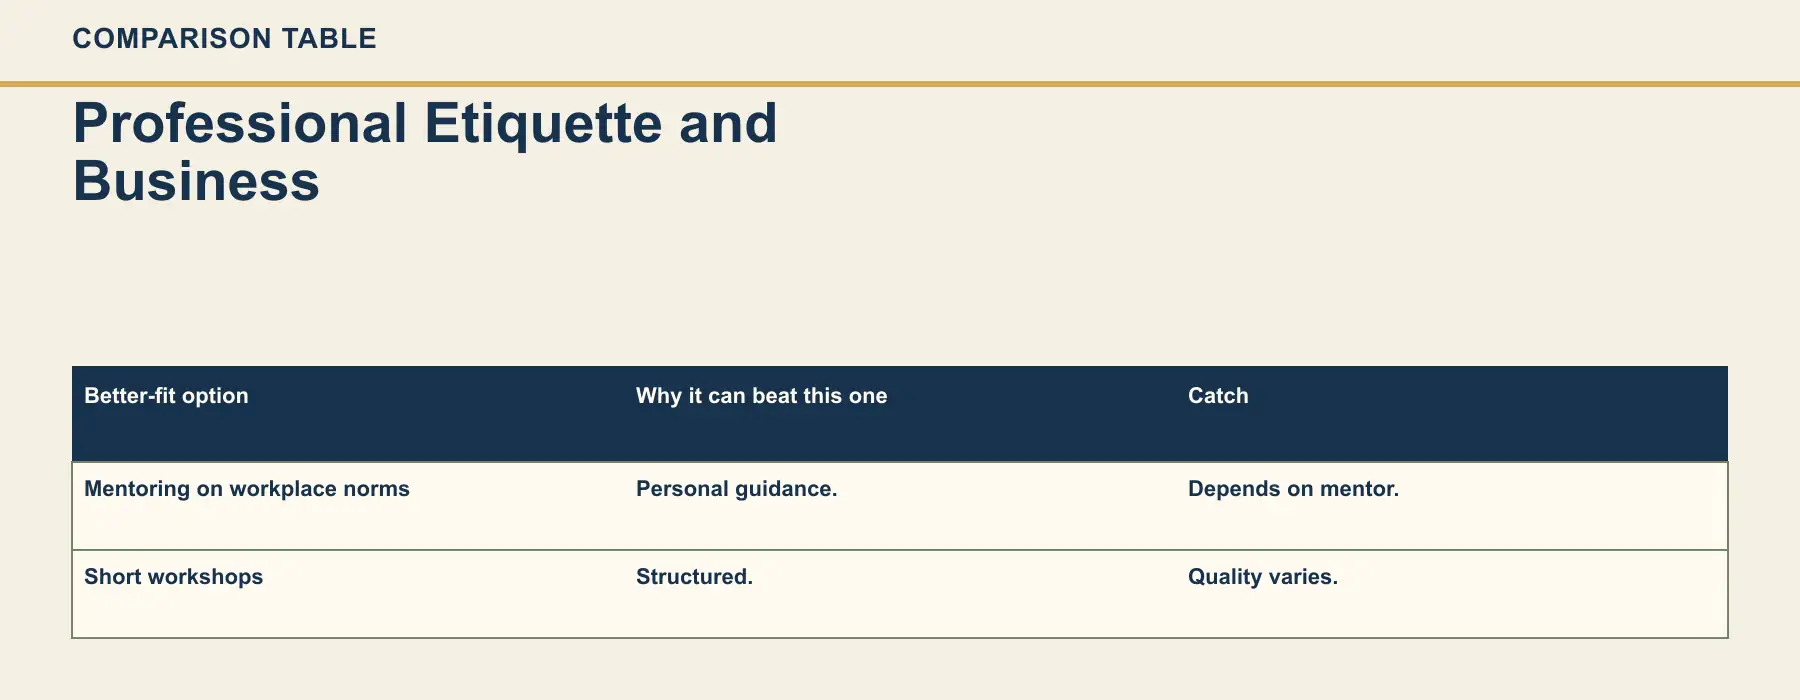 COMPARISON TABLE
Professional Etiquette and
Business
Better-fit option Why it can beat this one Catch
Mentoring on workplace norms Personal guidance. Depends on mentor.
Short workshops Structured. Quality varies.